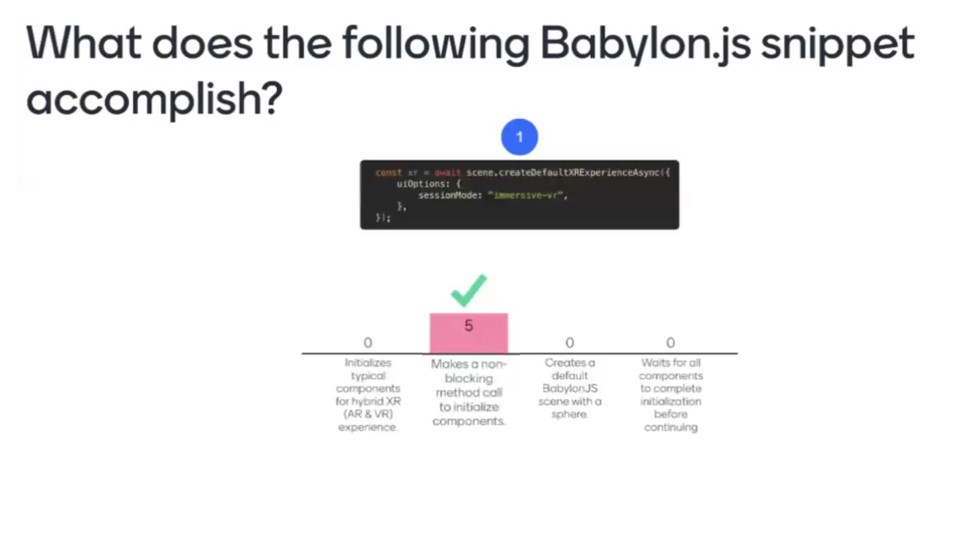 What does the following Babylon.js snippet
accomplish?
1
const xr = await scene.createDefaultXRExperienceAsync({
uiOptions: {
sessionMode: "immersive-vr",
},
});
0
Initializes
typical
components
for hybrid XR
(AR & VR)
experience.
5
Makes a non-
blocking
method call
to initialize
components.
0
Creates a
default
BabylonJS
scene with a
sphere.
0
Waits for all
components
to complete
initialization
before
continuing